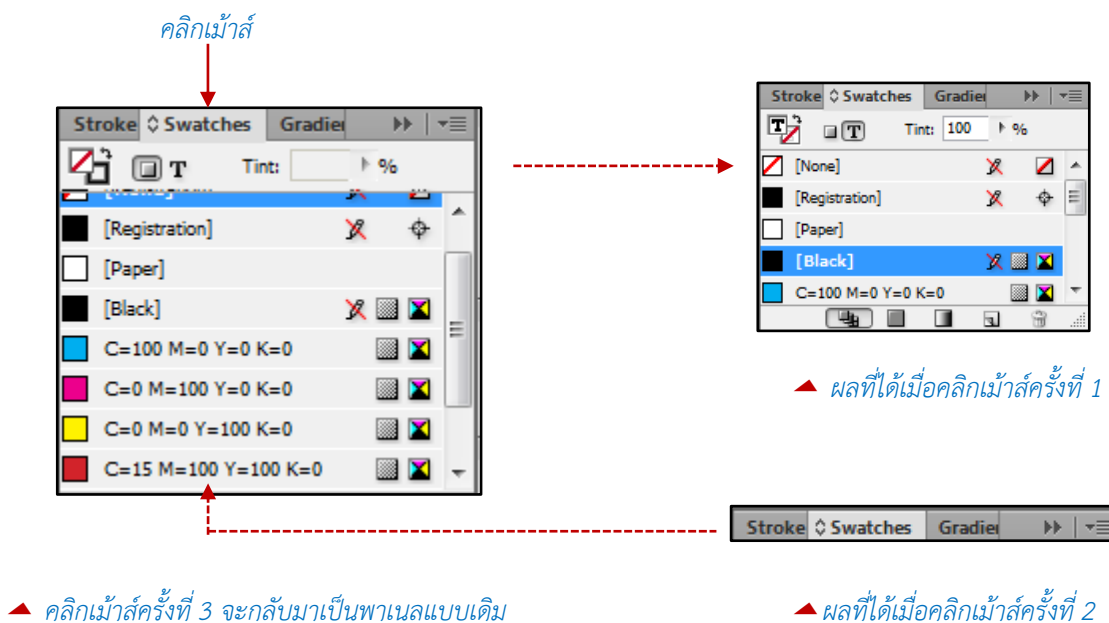 คลิกเม้าส์
Stroke Swatches Gradie
T Tint: %
[Registration]
[Paper]
[Black]
C=100 M=0 Y=0 K=0
C=0 M=100 Y=0 K=0
C=0 M=0 Y=100 K=0
C=15 M=100 Y=100 K=0
Stroke Swatches Gradie
T T Tint: 100 %
[None]
[Registration]
[Paper]
[Black]
C=100 M=0 Y=0 K=0
ผลที่ได้เมื่อคลิกเม้าส์ครั้งที่ 1
Stroke Swatches Gradie
คลิกเม้าส์ครั้งที่ 3 จะกลับมาเป็นพาเนลแบบเดิม
ผลที่ได้เมื่อคลิกเม้าส์ครั้งที่ 2